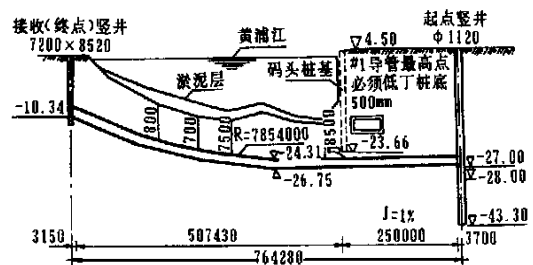 接收(终点)竖井
7200×8520
黄浦江
4.50
起点竖井
φ1120
码头桩基
#1导管最高点
必须低丁桩底
500mm
淤泥层
-10.34
800
700
7500
R=7854000
18500
-23.66
-24.31
-26.75
-27.00
-28.00
-43.30
J=1%
3150
507430
250000
3700
764280